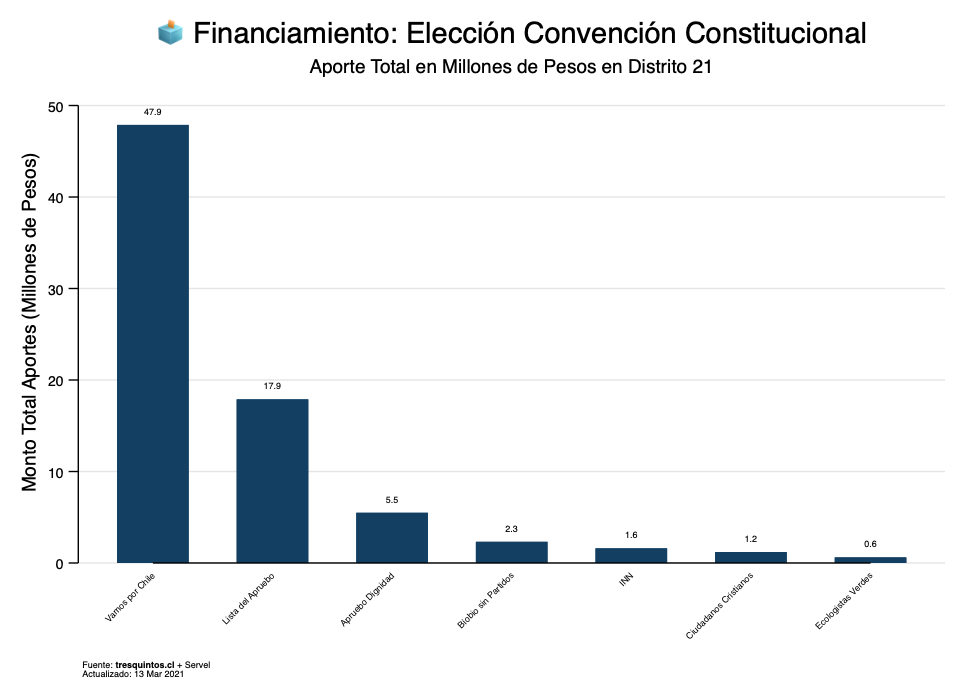 Financiamiento: Elección Convención Constitucional
Aporte Total en Millones de Pesos en Distrito 21
Monto Total Aportes (Millones de Pesos)
50
40
30
20
10
0
47.9
17.9
5.5
2.3
1.6
1.2
0.6
Vamos por Chile
Lista del Apruebo
Apruebo Dignidad
Biobio sin Partidos
INN
Ciudadanos Cristianos
Ecologistas Verdes
Fuente: tresquintos.cl + Servel
Actualizado: 13 Mar 2021